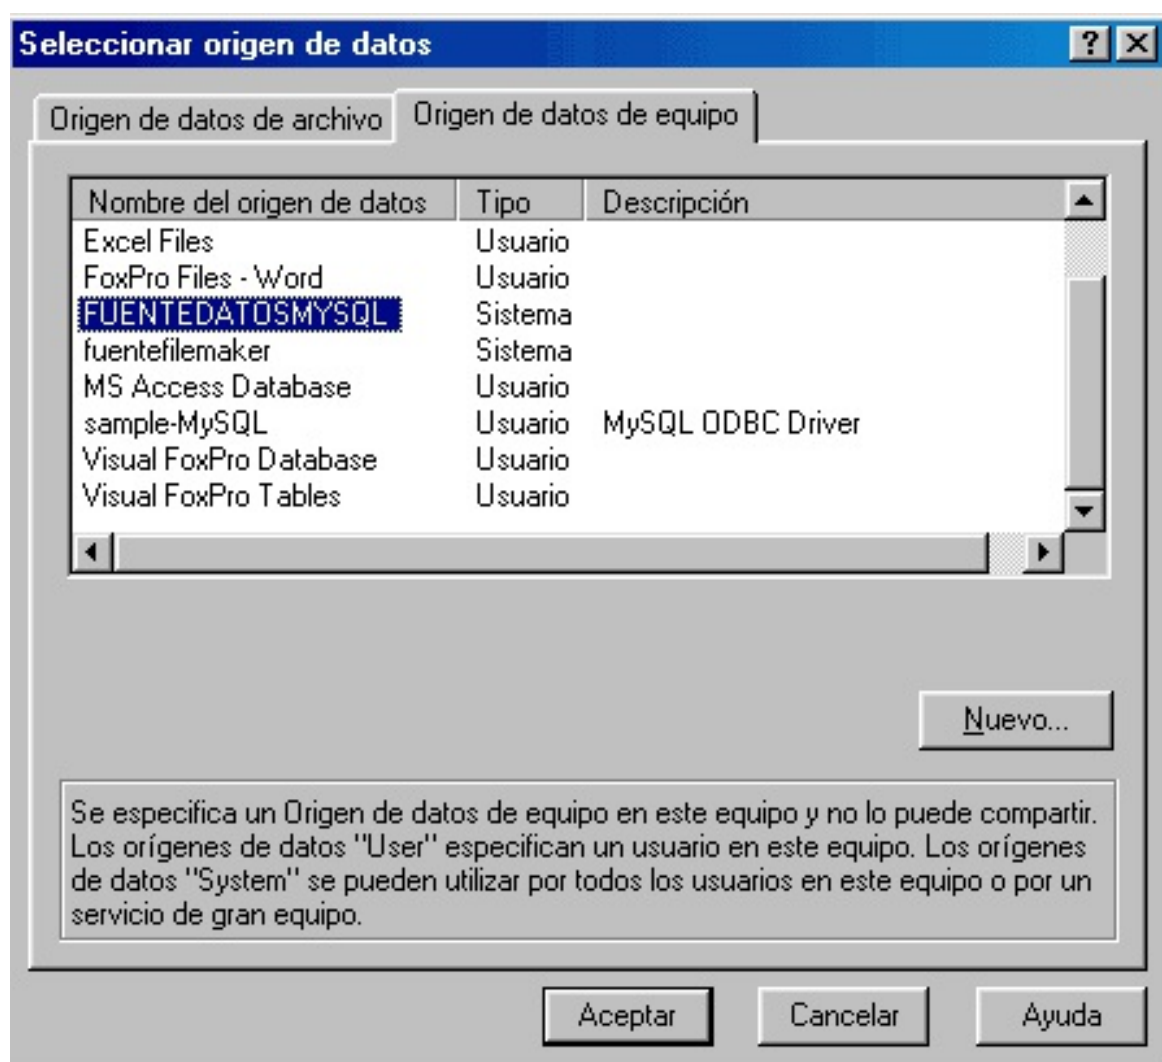 Seleccionar origen de datos
Origen de datos de archivo Origen de datos de equipo
Nombre del origen de datos Tipo Descripción
Excel Files Usuario
FoxPro Files - Word Usuario
FUENTEDATOSMYSQL Sistema
fuentefilemaker Sistema
MS Access Database Usuario
sample-MySQL Usuario MySQL ODBC Driver
Visual FoxPro Database Usuario
Visual FoxPro Tables Usuario
Nuevo...
Se especifica un Origen de datos de equipo en este equipo y no lo puede compartir.
Los orígenes de datos "User" especifican un usuario en este equipo. Los orígenes
de datos "System" se pueden utilizar por todos los usuarios en este equipo o por un
servicio de gran equipo.
Aceptar Cancelar Ayuda